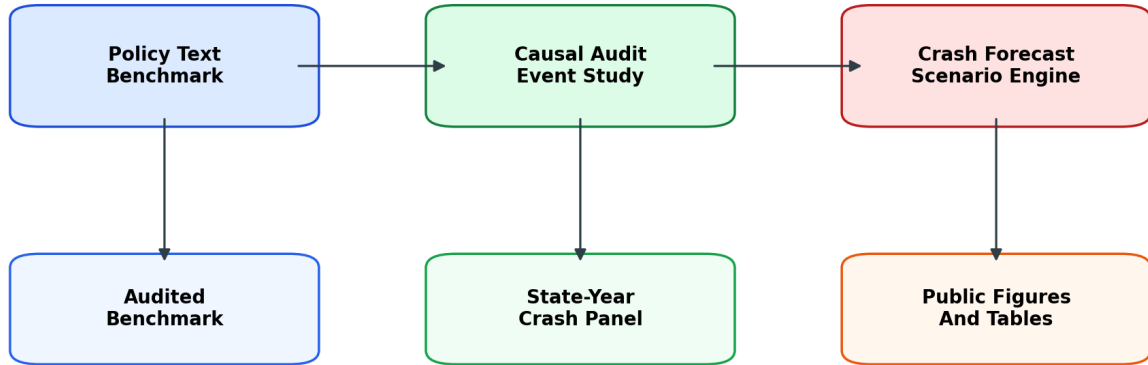 Policy Text
Benchmark
Causal Audit
Event Study
Crash Forecast
Scenario Engine
Audited
Benchmark
State-Year
Crash Panel
Public Figures
And Tables